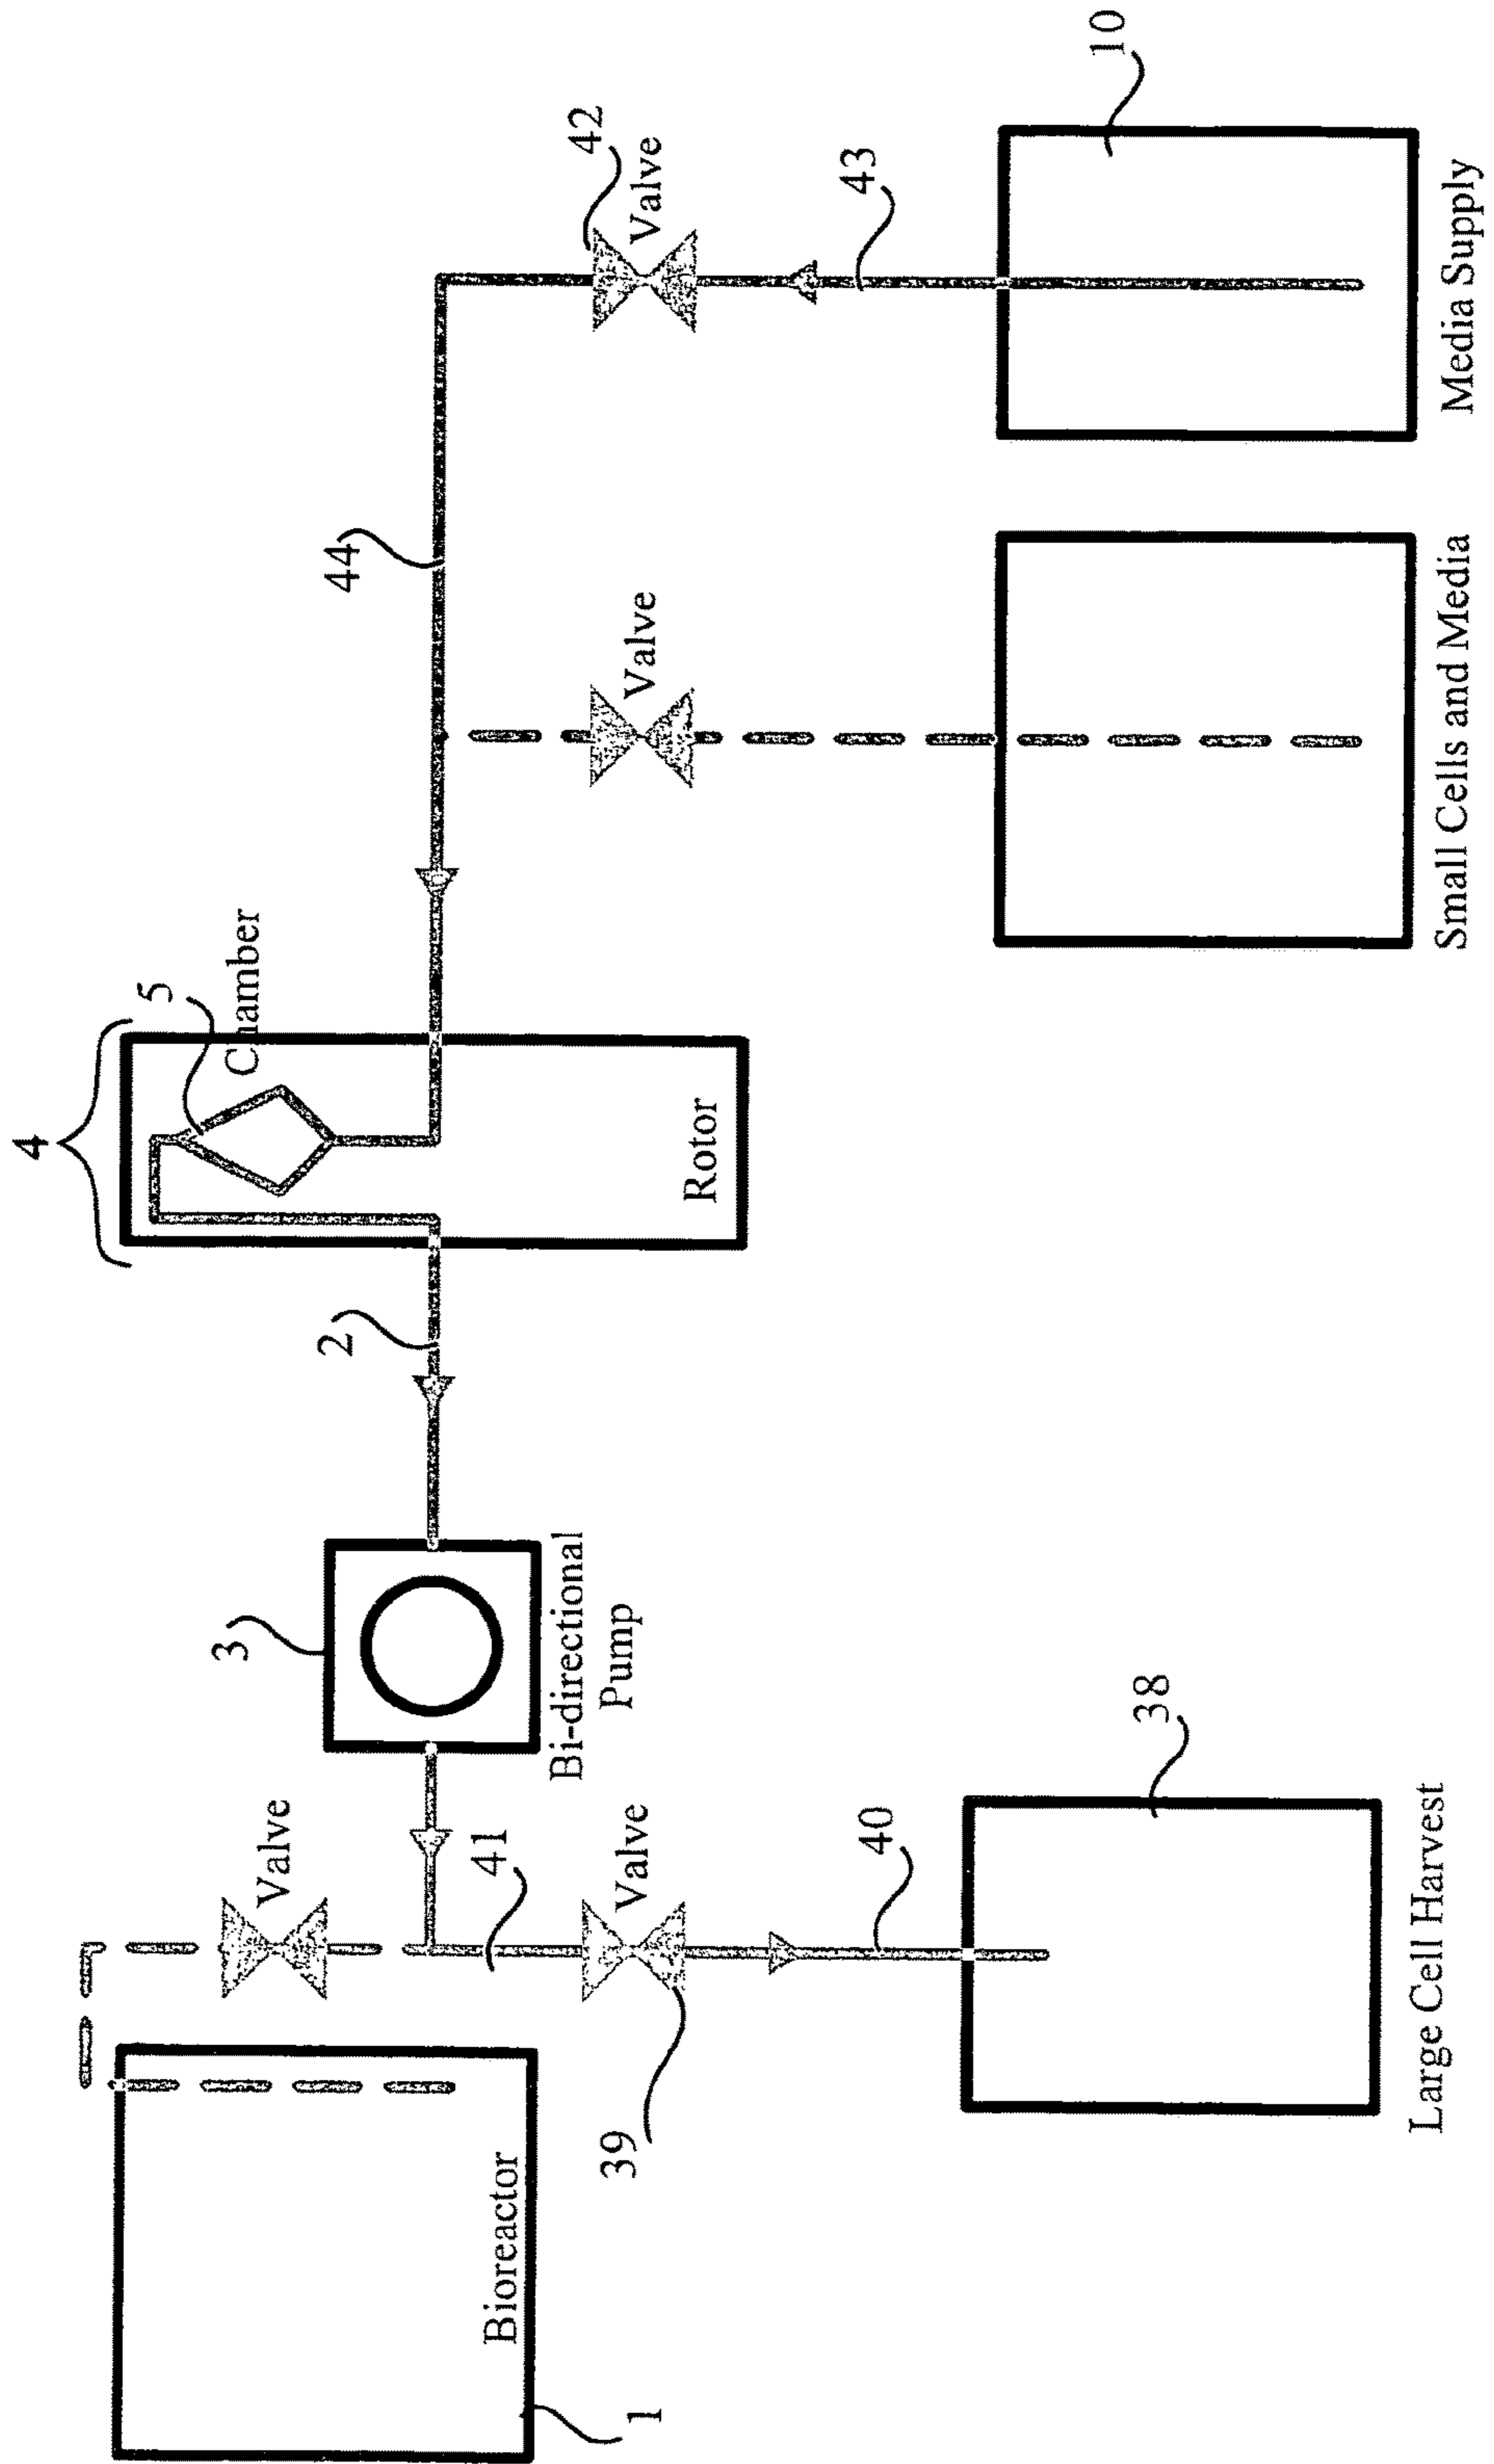 4
5
Chamber
3
Valve
2
44
41
Bioreactor
Bi-directional
Pump
42
39
Valve
Valve
Valve
1
Rotor
40
43
38
10
Large Cell Harvest
Small Cells and Media
Media Supply